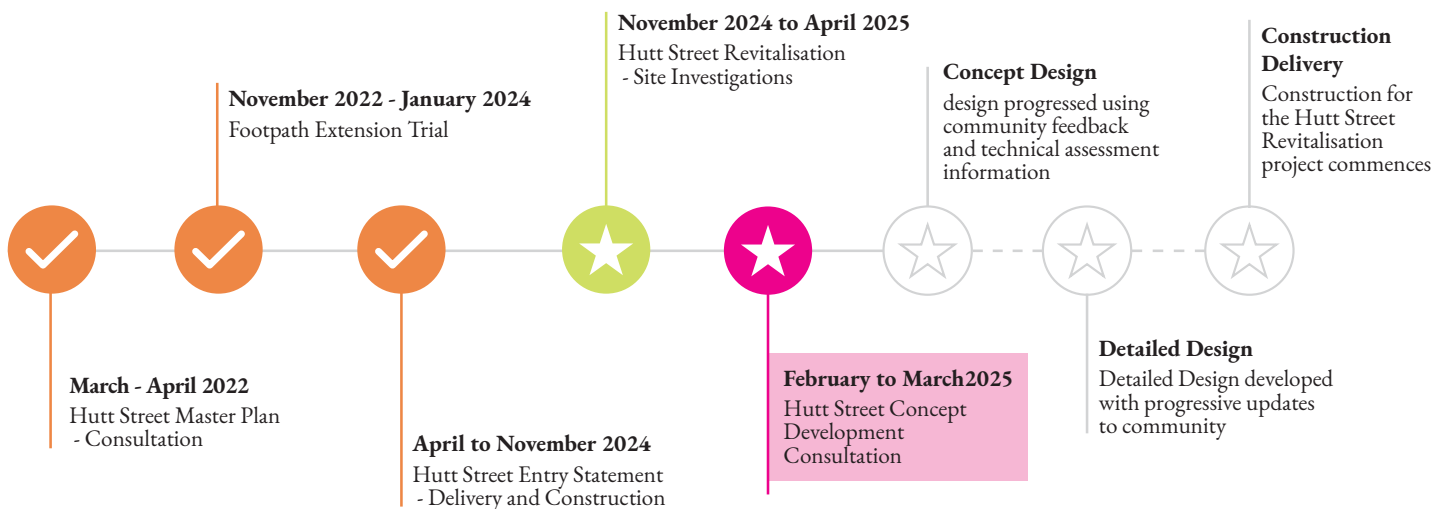 March - April 2022
Hutt Street Master Plan
- Consultation
November 2022 - January 2024
Footpath Extension Trial
April to November 2024
Hutt Street Entry Statement
- Delivery and Construction
November 2024 to April 2025
Hutt Street Revitalisation
- Site Investigations
February to March2025
Hutt Street Concept
Development
Consultation
Concept Design
design progressed using
community feedback
and technical assessment
information
Detailed Design
Detailed Design developed
with progressive updates
to community
Construction
Delivery
Construction for
the Hutt Street
Revitalisation
project commences